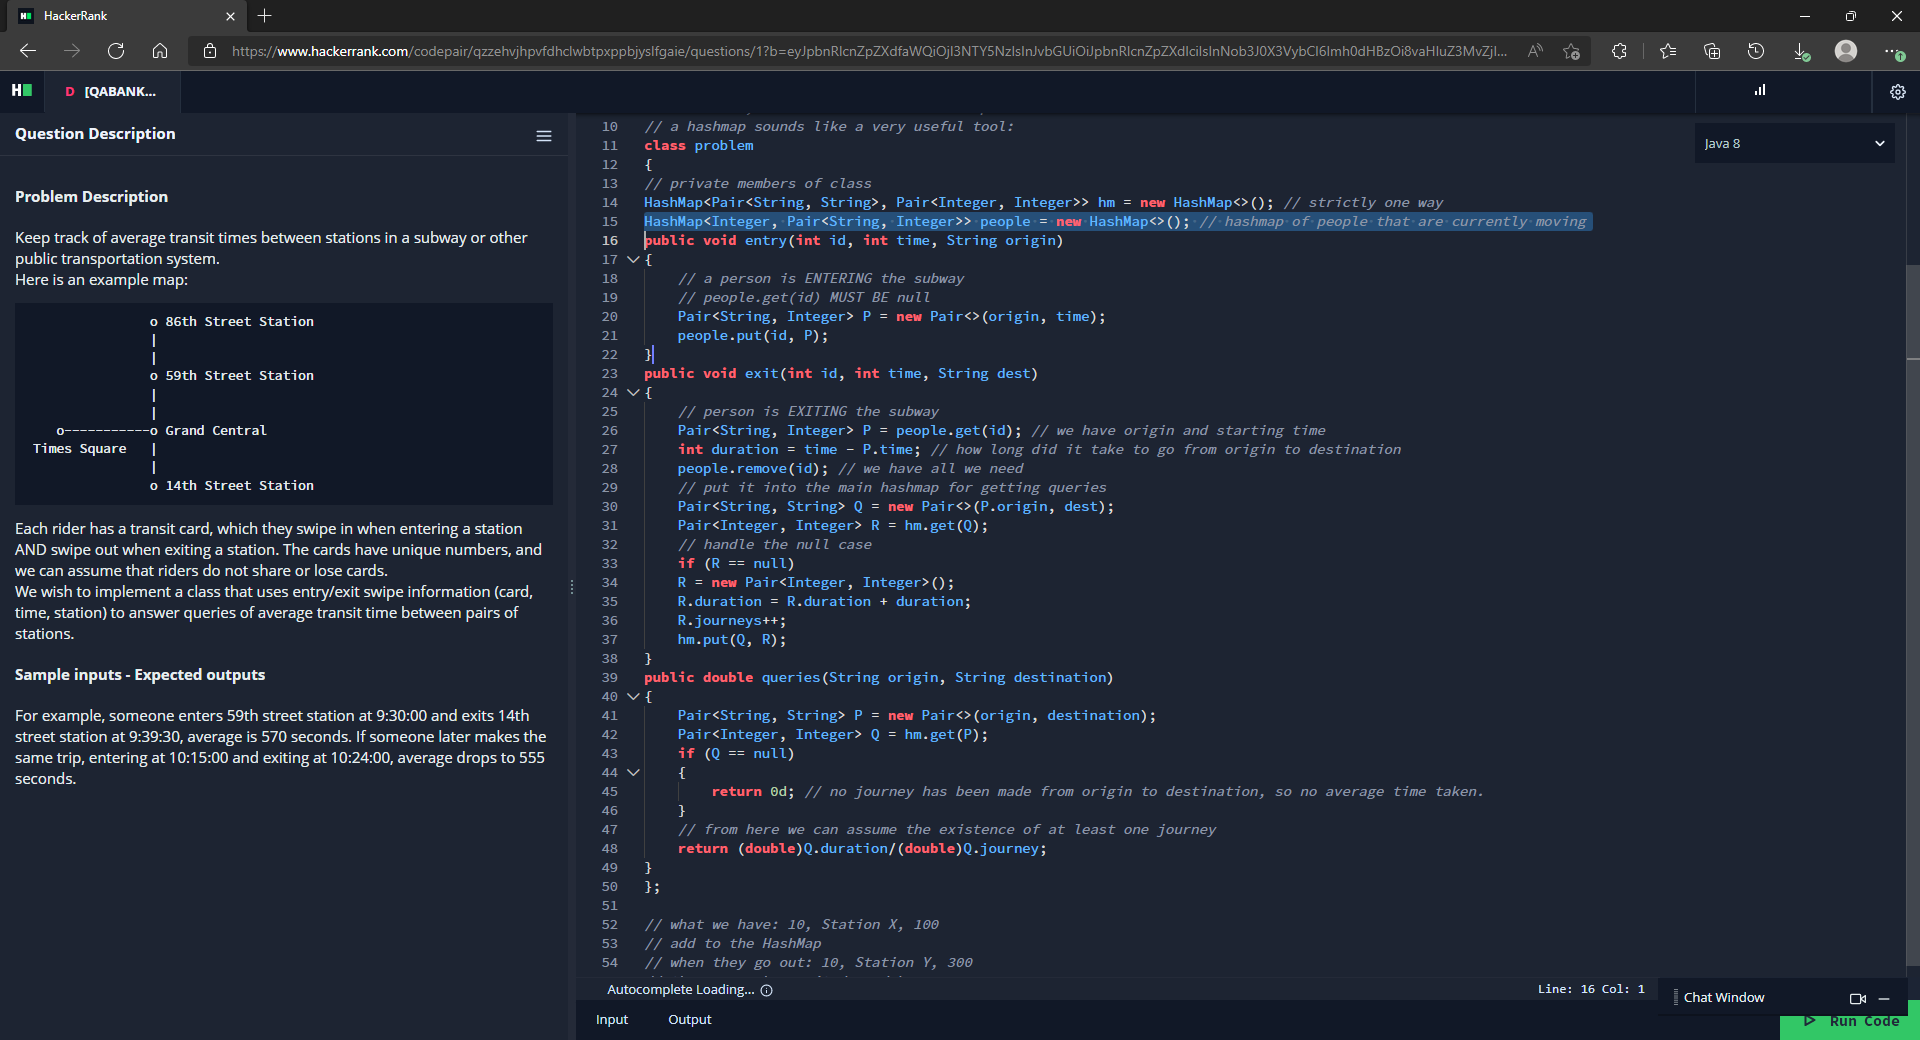 HackerRank
https://www.hackerrank.com/codepair/qzzehvjhpvfdhclwbtpxppbjyslfgaie/questions/1?b=eyJpbnRlcnZpZXdfaWQiOjI3NTY5NzIsInJvbGUiOiJpbnRlcnZpZXdlciIsInNob3J0X3VybCI6Imh0dHBzOi8vaHIuZ3MvZjI...
H
D [QABANK...
Question Description
Problem Description
Keep track of average transit times between stations in a subway or other
public transportation system.
Here is an example map:
o 86th Street Station
|
|
o 59th Street Station
|
|
o-----------o Grand Central
Times Square |
|
o 14th Street Station
Each rider has a transit card, which they swipe in when entering a station
AND swipe out when exiting a station. The cards have unique numbers, and
we can assume that riders do not share or lose cards.
We wish to implement a class that uses entry/exit swipe information (card,
time, station) to answer queries of average transit time between pairs of
stations.
Sample inputs - Expected outputs
For example, someone enters 59th street station at 9:30:00 and exits 14th
street station at 9:39:30, average is 570 seconds. If someone later makes the
same trip, entering at 10:15:00 and exiting at 10:24:00, average drops to 555
seconds.
Java 8
10 // a hashmap sounds like a very useful tool:
11 class problem
12 {
13 // private members of class
14 HashMap<Pair<String, String>, Pair<Integer, Integer>> hm = new HashMap<>(); // strictly one way
15 HashMap<Integer, Pair<String, Integer>> people = new HashMap<>(); // hashmap of people that are currently moving
16 public void entry(int id, int time, String origin)
17 {
18 // a person is ENTERING the subway
19 // people.get(id) MUST BE null
20 Pair<String, Integer> P = new Pair<>(origin, time);
21 people.put(id, P);
22 }
23 public void exit(int id, int time, String dest)
24 {
25 // person is EXITING the subway
26 Pair<String, Integer> P = people.get(id); // we have origin and starting time
27 int duration = time - P.time; // how long did it take to go from origin to destination
28 people.remove(id); // we have all we need
29 // put it into the main hashmap for getting queries
30 Pair<String, String> Q = new Pair<>(P.origin, dest);
31 Pair<Integer, Integer> R = hm.get(Q);
32 // handle the null case
33 if (R == null)
34 R = new Pair<Integer, Integer>();
35 R.duration = R.duration + duration;
36 R.journeys++;
37 hm.put(Q, R);
38 }
39 public double queries(String origin, String destination)
40 {
41 Pair<String, String> P = new Pair<>(origin, destination);
42 Pair<Integer, Integer> Q = hm.get(P);
43 if (Q == null)
44 {
45 return 0d; // no journey has been made from origin to destination, so no average time taken.
46 }
47 // from here we can assume the existence of at least one journey
48 return (double)Q.duration/(double)Q.journey;
49 }
50 };
51
52 // what we have: 10, Station X, 100
53 // add to the HashMap
54 // when they go out: 10, Station Y, 300
Autocomplete Loading...
Line: 16 Col: 1
Chat Window
Input
Output
Run Code